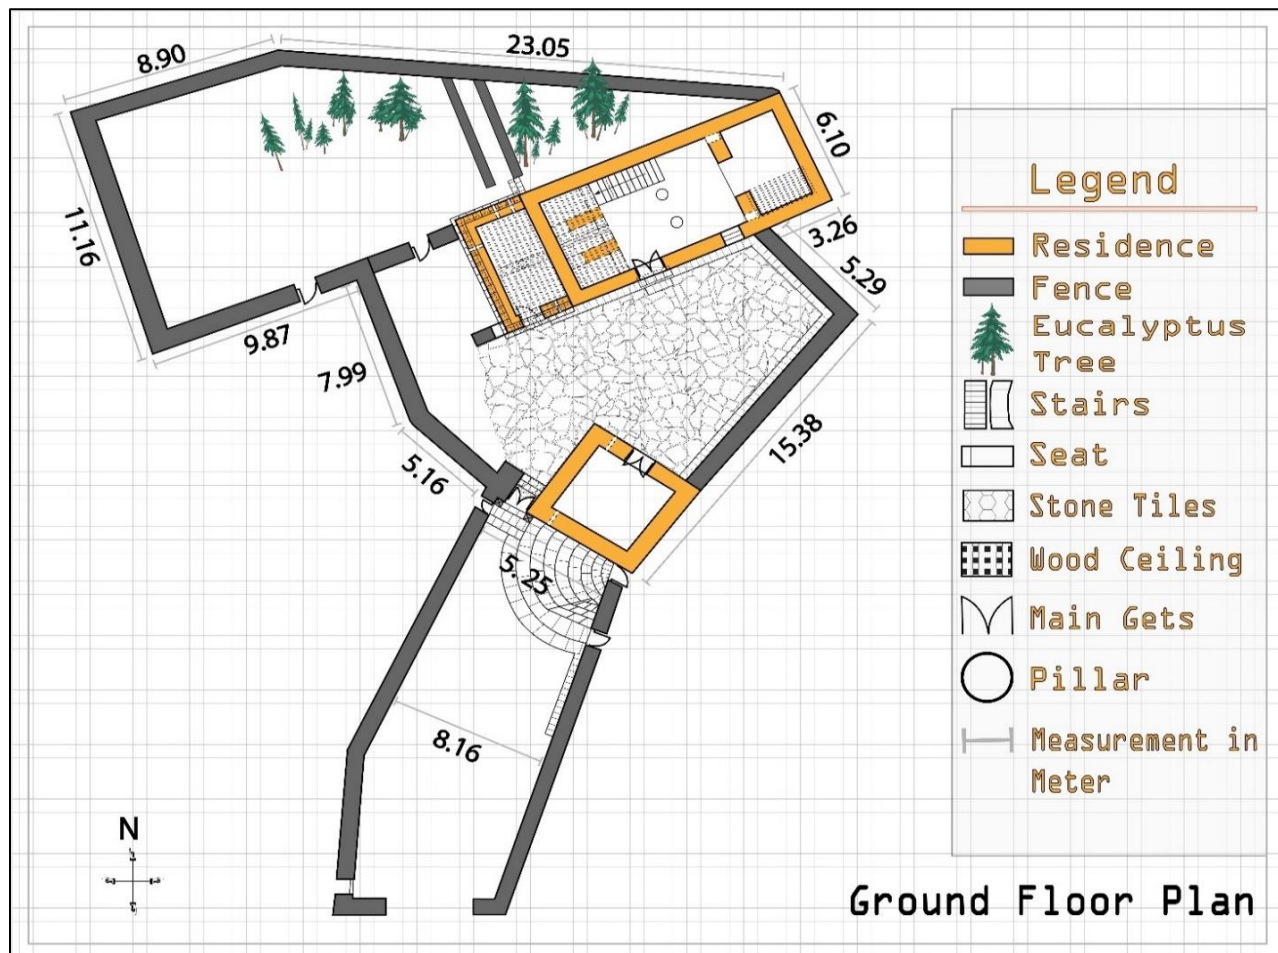 8.90
23.05
6.10
11.16
3.26
5.29
9.87
7.99
15.38
5.16
5. 25
8.16
N
Legend
Residence
Fence
Eucalyptus
Tree
Stairs
Seat
Stone Tiles
Wood Ceiling
Main Gets
Pillar
Measurement in
Meter
Ground Floor Plan